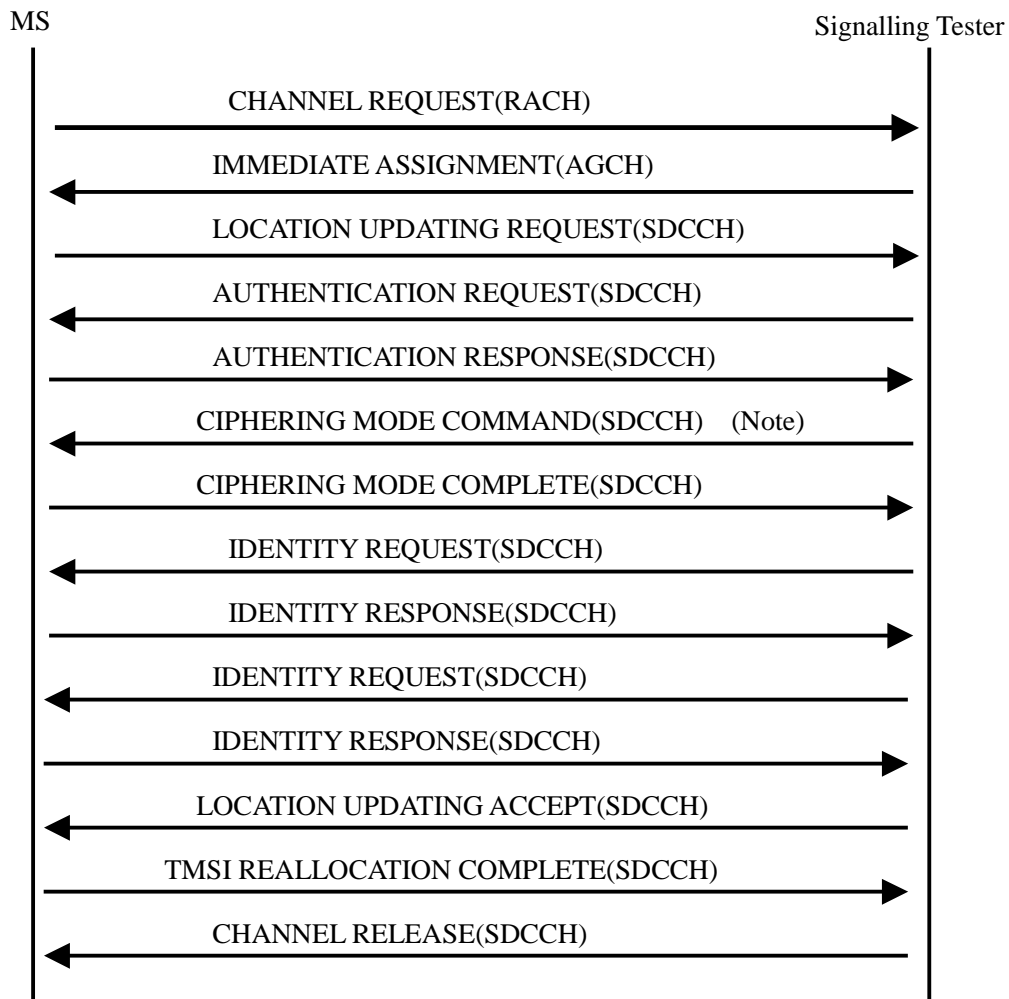 MS
Signalling Tester
CHANNEL REQUEST(RACH)
IMMEDIATE ASSIGNMENT(AGCH)
LOCATION UPDATING REQUEST(SDCCH)
AUTHENTICATION REQUEST(SDCCH)
AUTHENTICATION RESPONSE(SDCCH)
CIPHERING MODE COMMAND(SDCCH) (Note)
CIPHERING MODE COMPLETE(SDCCH)
IDENTITY REQUEST(SDCCH)
IDENTITY RESPONSE(SDCCH)
IDENTITY REQUEST(SDCCH)
IDENTITY RESPONSE(SDCCH)
LOCATION UPDATING ACCEPT(SDCCH)
TMSI REALLOCATION COMPLETE(SDCCH)
CHANNEL RELEASE(SDCCH)